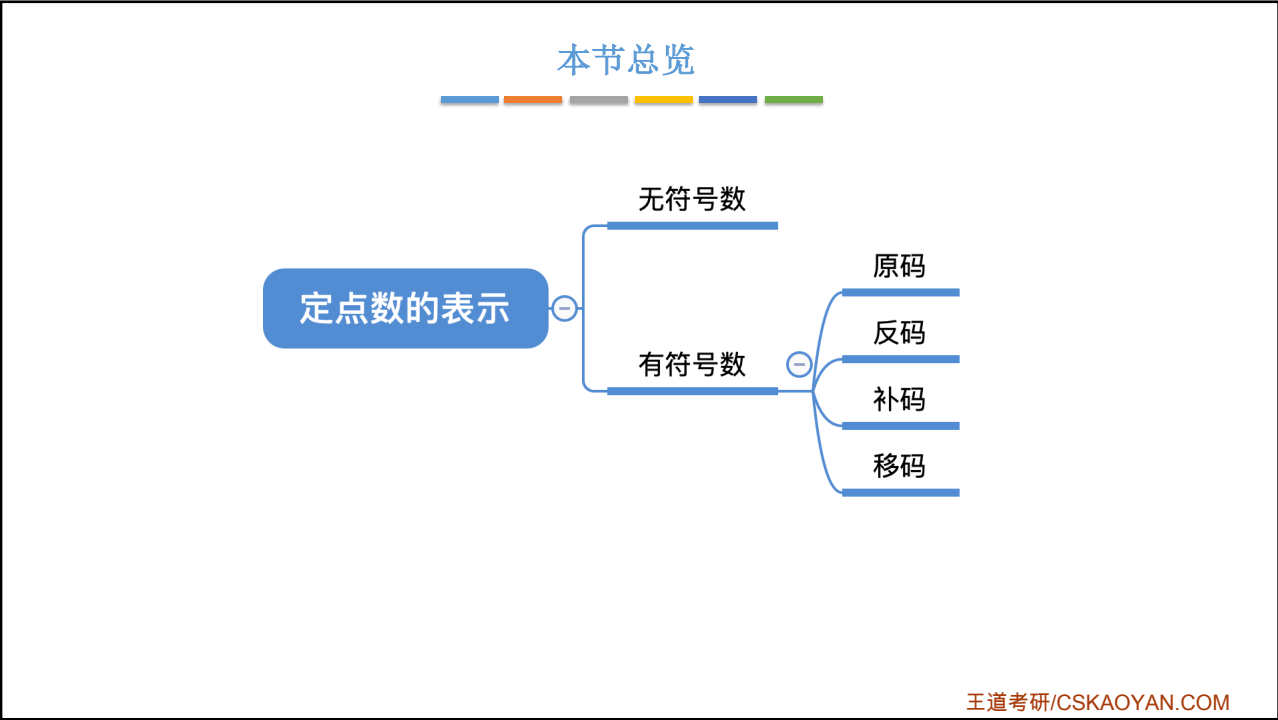 本节总览
定点数的表示
无符号数
有符号数
原码
反码
补码
移码
王道考研/CSKAOYAN.COM